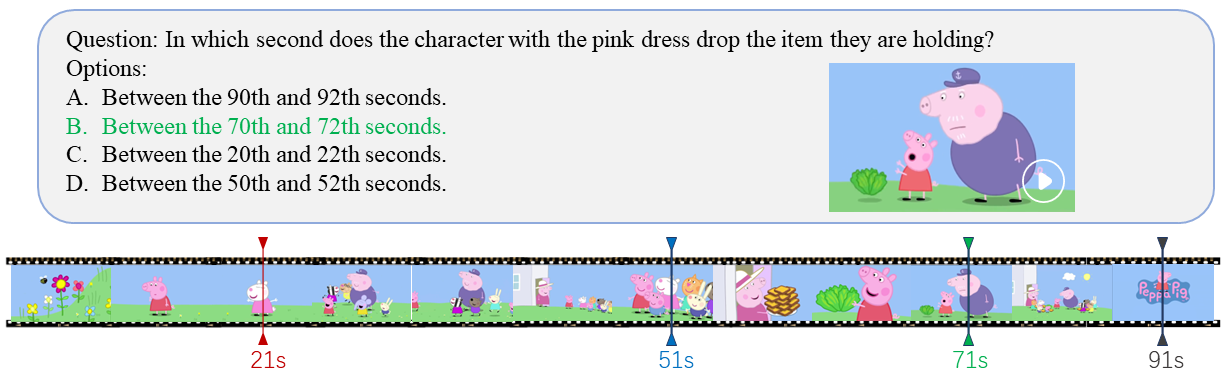 Question: In which second does the character with the pink dress drop the item they are holding?
Options:
A. Between the 90th and 92th seconds.
B. Between the 70th and 72th seconds.
C. Between the 20th and 22th seconds.
D. Between the 50th and 52th seconds.
Peppa Pig
21s 51s 71s 91s